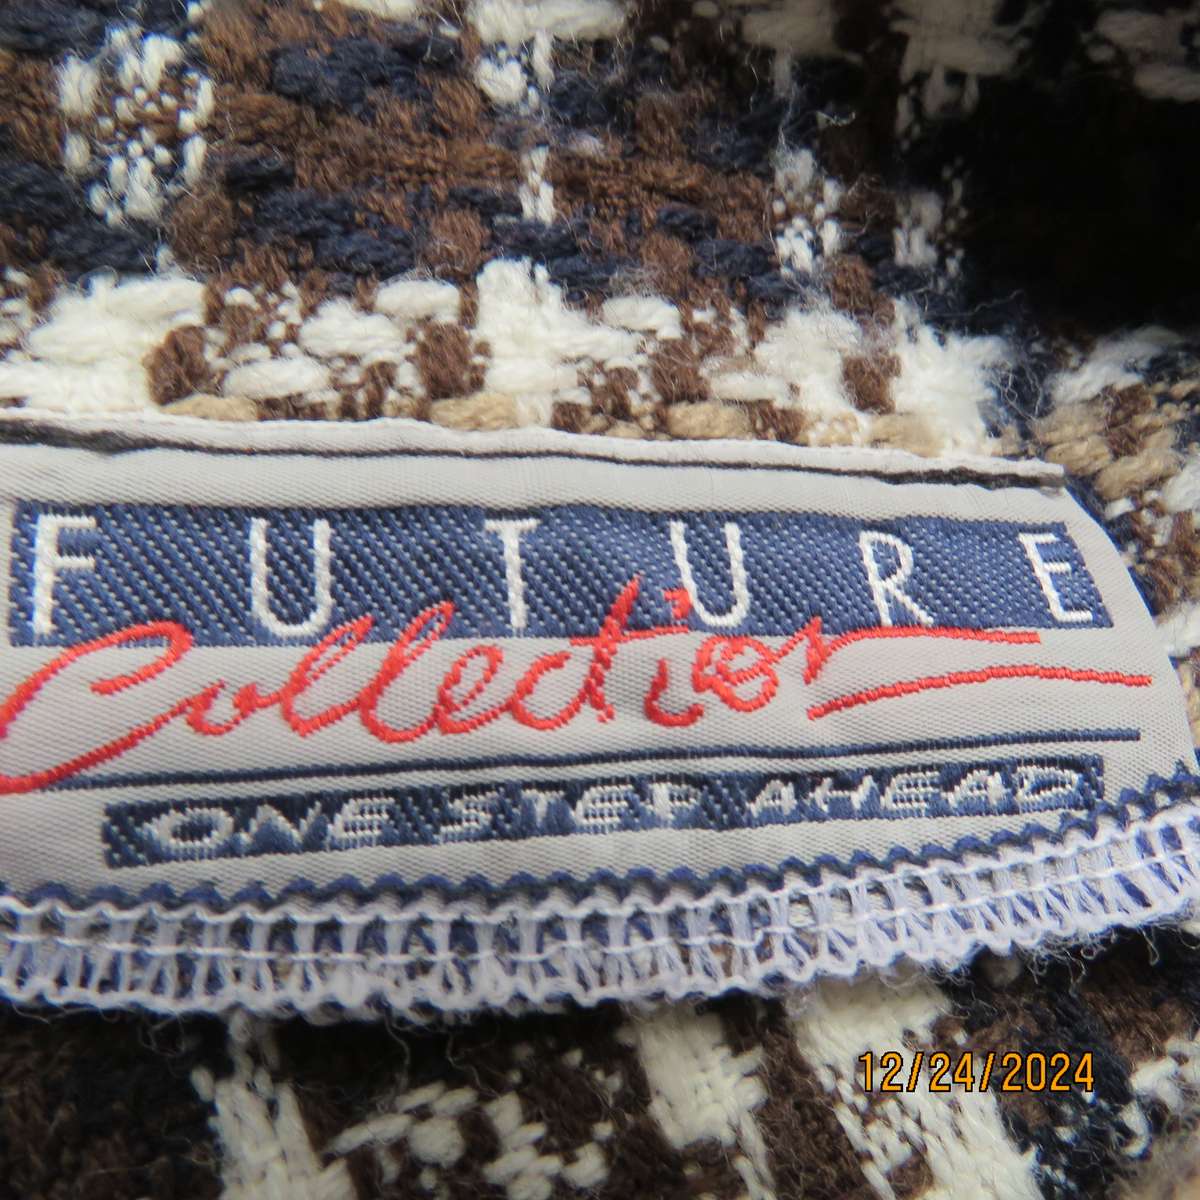 FUTURE
Collection
ONE STEP AHEAD
12/24/2024